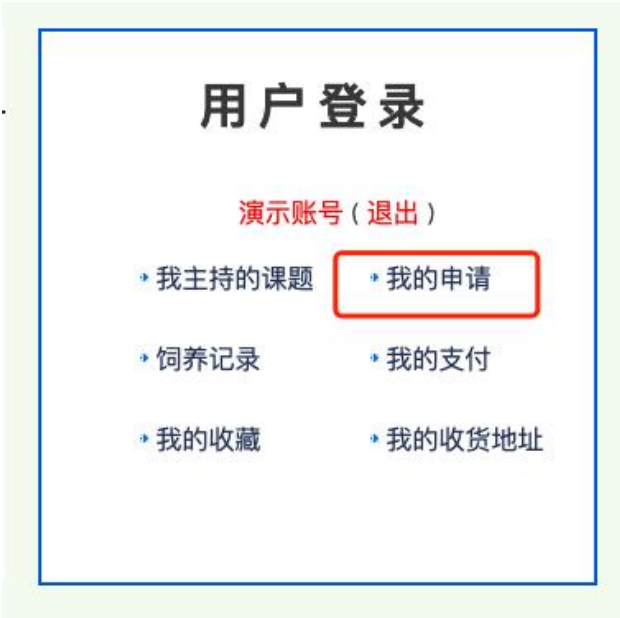 用户登录
演示账号(退出)
我主持的课题 我的申请
饲养记录 我的支付
我的收藏 我的收货地址